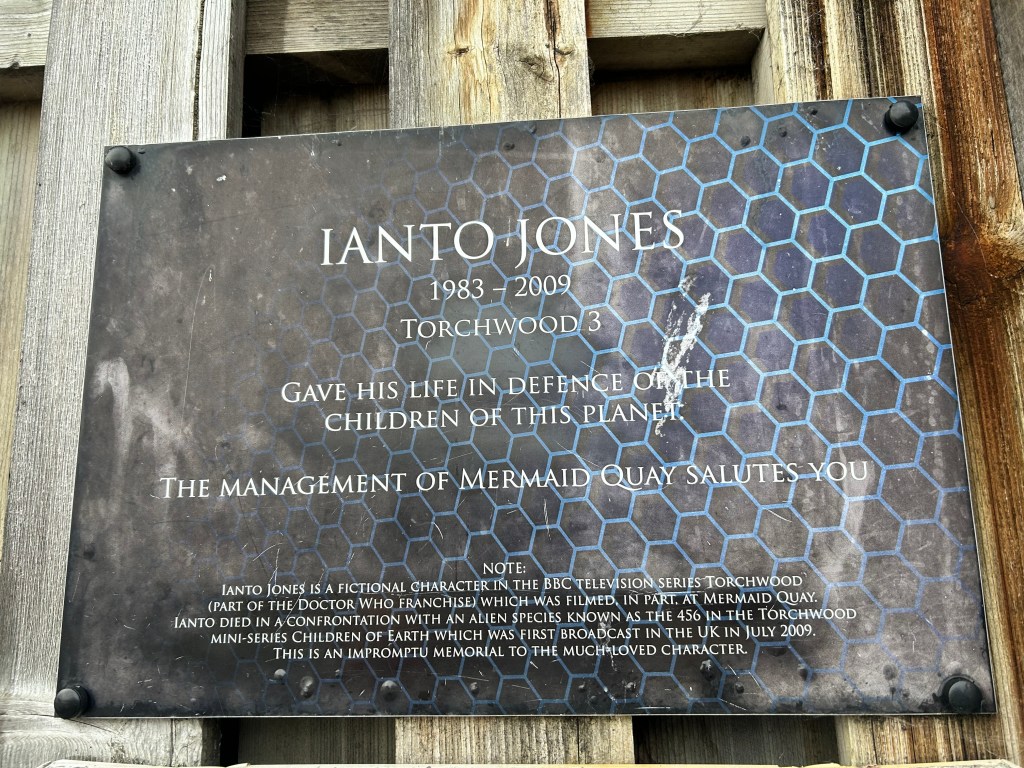 IANTO JONES
1983 – 2009
TORCHWOOD 3
GAVE HIS LIFE IN DEFENCE OF THE
CHILDREN OF THIS PLANET.
THE MANAGEMENT OF MERMAID QUAY SALUTES YOU
NOTE:
IANTO JONES IS A FICTIONAL CHARACTER IN THE BBC TELEVISION SERIES TORCHWOOD
(PART OF THE DOCTOR WHO FRANCHISE) WHICH WAS FILMED, IN PART, AT MERMAID QUAY.
IANTO DIED IN A CONFRONTATION WITH AN ALIEN SPECIES KNOWN AS THE 456 IN THE TORCHWOOD
MINI-SERIES CHILDREN OF EARTH WHICH WAS FIRST BROADCAST IN THE UK IN JULY 2009.
THIS IS AN IMPROMPTU MEMORIAL TO THE MUCH-LOVED CHARACTER.